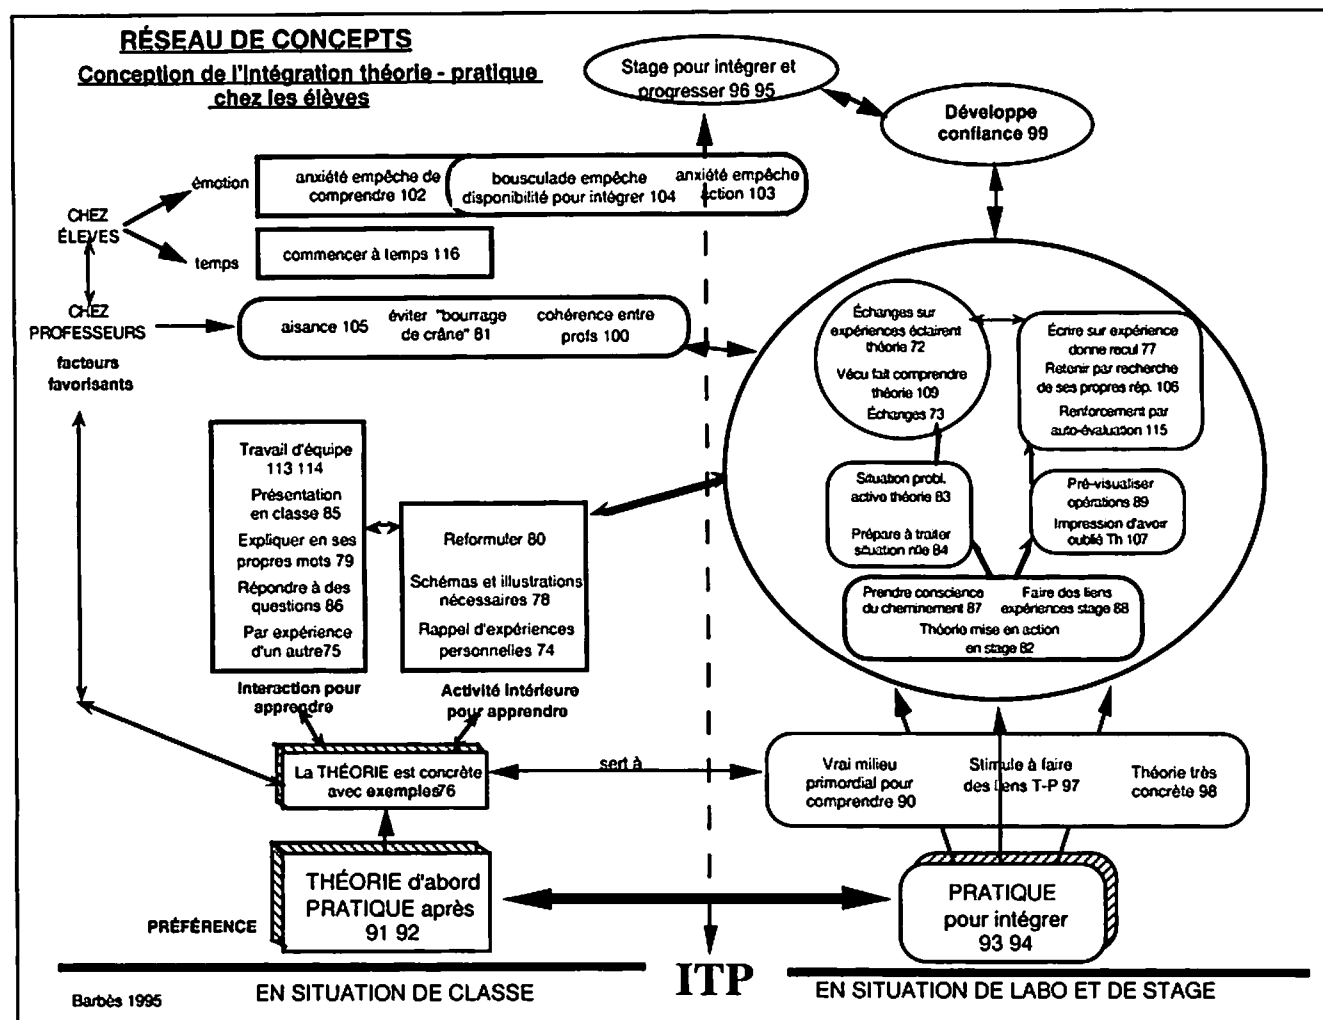 RÉSEAU DE CONCEPTS
Conception de l'intégration théorie - pratique
chez les élèves
Stage pour intégrer et
progresser 96 95
Développe
confiance 99
émotion
anxiété empêche de
comprendre 102
bousculade empêche
disponibilité pour intégrer 104
anxiété empêche
action 103
CHEZ
ÉLEVES
temps
commencer à temps 116
CHEZ
PROFESSEURS
aisance 105
éviter "bourrage
de crâne" 81
cohérence entre
profs 100
facteurs
favorisants
Échanges sur
expériences éclairent
théorie 72
Vécu fait comprendre
théorie 109
Échanges 73
Écrire sur expérience
donne recul 77
Retenir par recherche
de ses propres rép. 106
Renforcement par
auto-évaluation 115
Travail d'équipe
113 114
Présentation
en classe 85
Expliquer en ses
propres mots 79
Répondre à des
questions 86
Par expérience
d'un autre75
Reformuler 80
Schémas et illustrations
nécessaires 78
Rappel d'expériences
personnelles 74
Situation probl.
active théorie 83
Prépare à traiter
situation rlle 84
Pré-visualiser
opérations 89
Impression d'avoir
oublié Th 107
Prendre conscience
du cheminement 87
Faire des liens
expériences stage 88
Théorie mise en action
en stage 82
Interaction pour
apprendre
Activité intérieure
pour apprendre
La THÉORIE est concrète
avec exemples76
sert à
Vrai milieu
primordial pour
comprendre 90
Stimule à faire
des liens T-P 97
Théorie très
concrète 98
PRÉFÉRENCE
THÉORIE d'abord
PRATIQUE après
91 92
PRATIQUE
pour intégrer
93 94
Barbès 1995
EN SITUATION DE CLASSE
ITP
EN SITUATION DE LABO ET DE STAGE